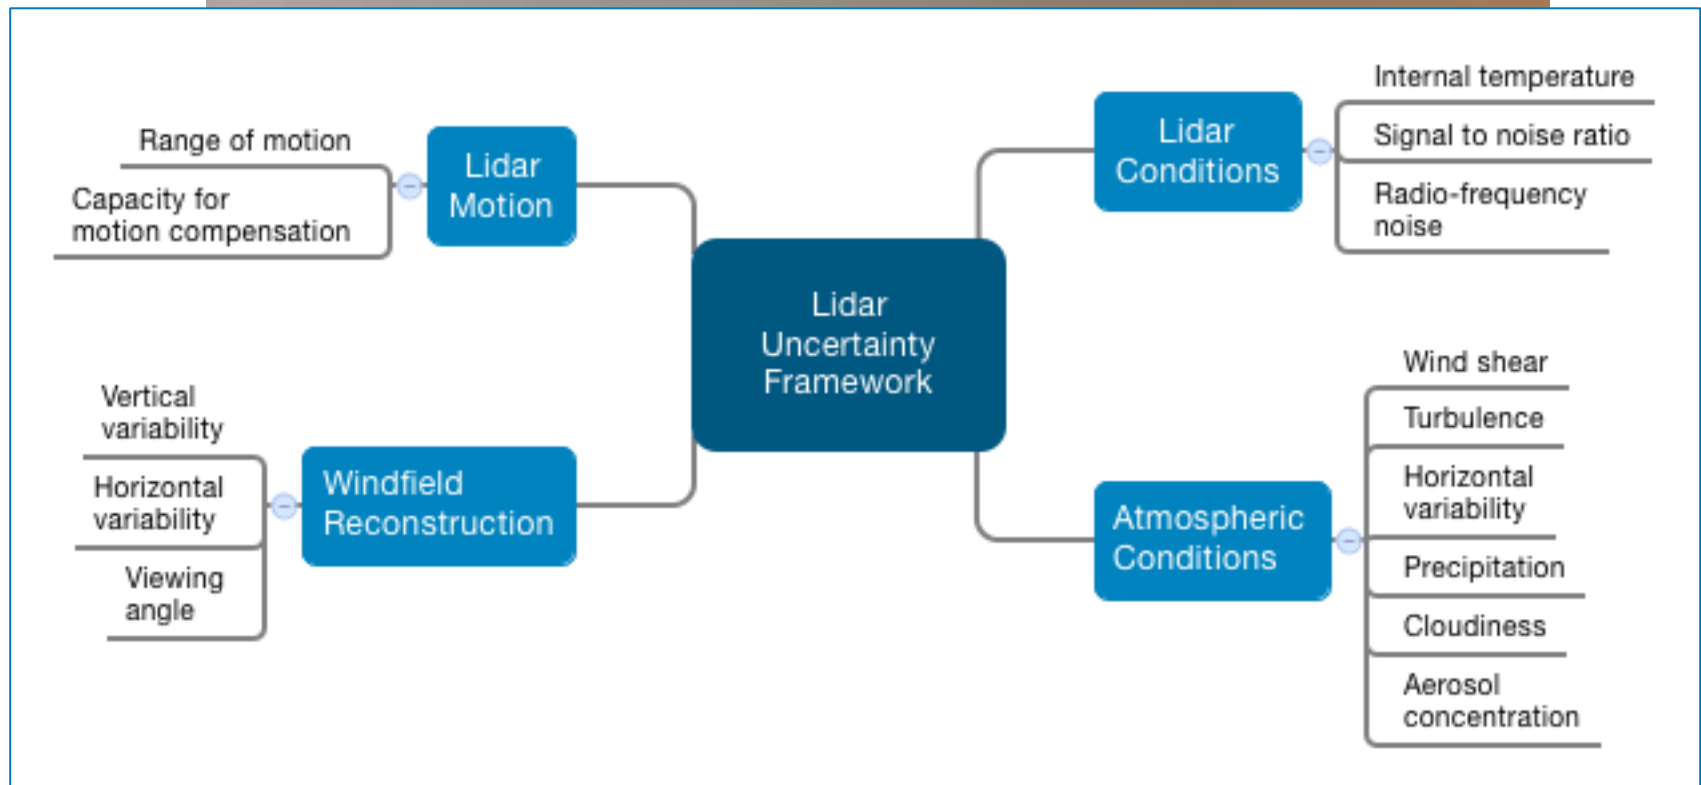 Lidar
Uncertainty
Framework
Lidar
Motion
Range of motion
Capacity for
motion compensation
Windfield
Reconstruction
Vertical
variability
Horizontal
variability
Viewing
angle
Lidar
Conditions
Internal temperature
Signal to noise ratio
Radio-frequency
noise
Atmospheric
Conditions
Wind shear
Turbulence
Horizontal
variability
Precipitation
Cloudiness
Aerosol
concentration